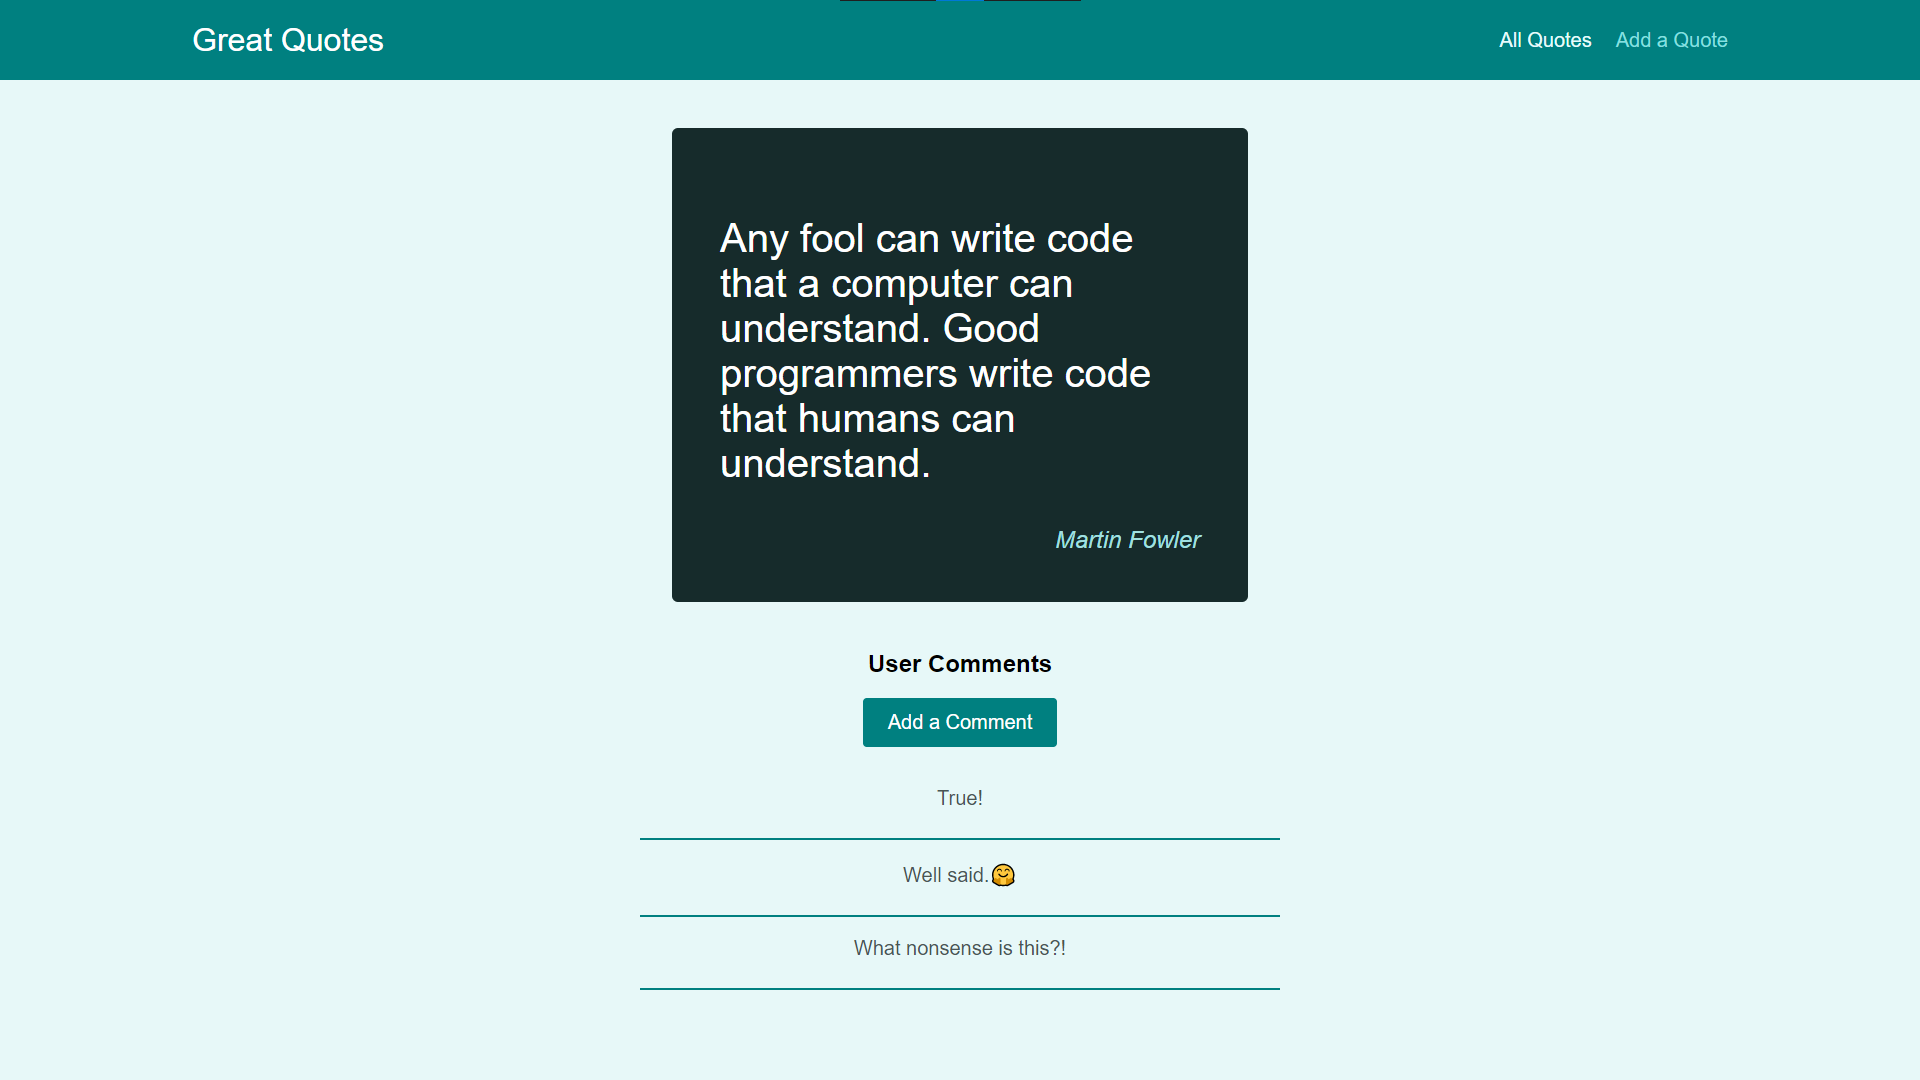 Great Quotes
All Quotes
Add a Quote
Any fool can write code
that a computer can
understand. Good
programmers write code
that humans can
understand.
Martin Fowler
User Comments
Add a Comment
True!
Well said.🤗
What nonsense is this?!